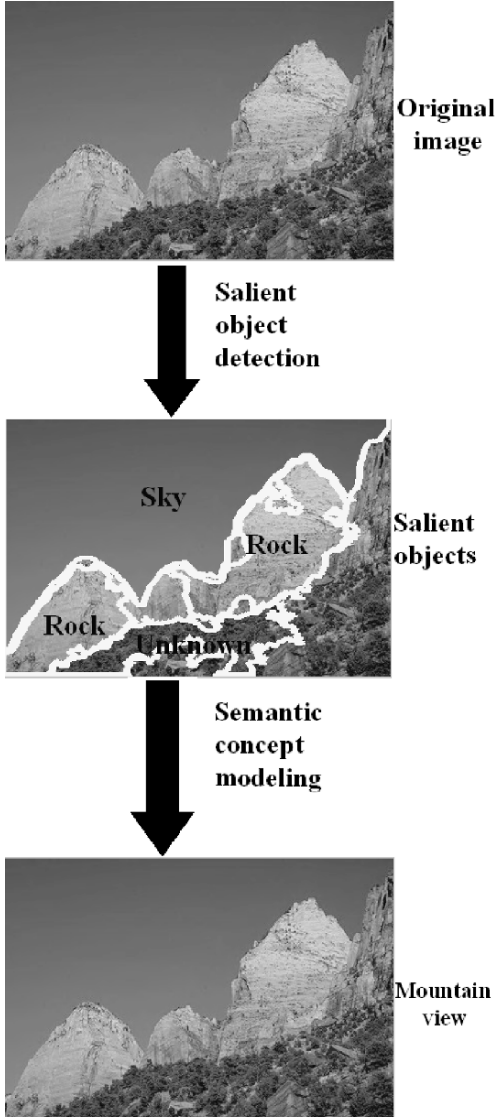 Original
image
Salient
object
detection
Sky
Rock
Salient
objects
Rock
Unknown
Semantic
concept
modeling
Mountain
view